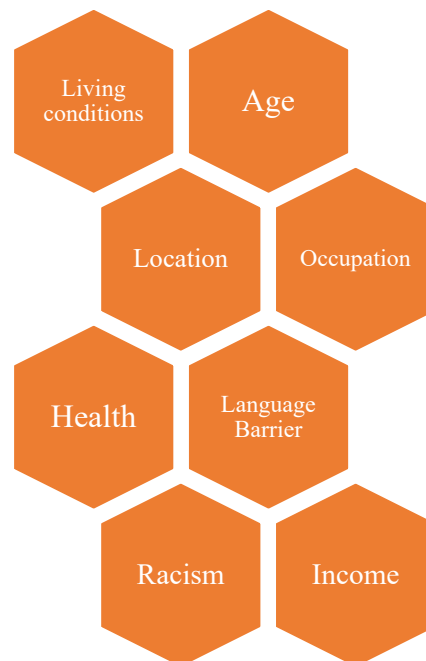 Living
conditions
Age
Location
Occupation
Health
Language
Barrier
Racism
Income